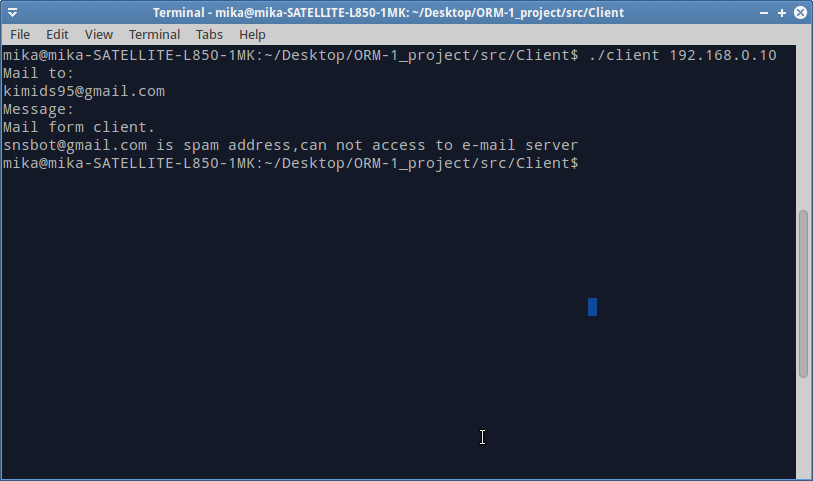 Terminal - mika@mika-SATELLITE-L850-1MK: ~/Desktop/ORM-1_project/src/Client
File Edit View Terminal Tabs Help
mika@mika-SATELLITE-L850-1MK:~/Desktop/ORM-1_project/src/Client$ ./client 192.168.0.10
Mail to:
kimids95@gmail.com
Message:
Mail form client.
snsbot@gmail.com is spam address,can not access to e-mail server
mika@mika-SATELLITE-L850-1MK:~/Desktop/ORM-1_project/src/Client$